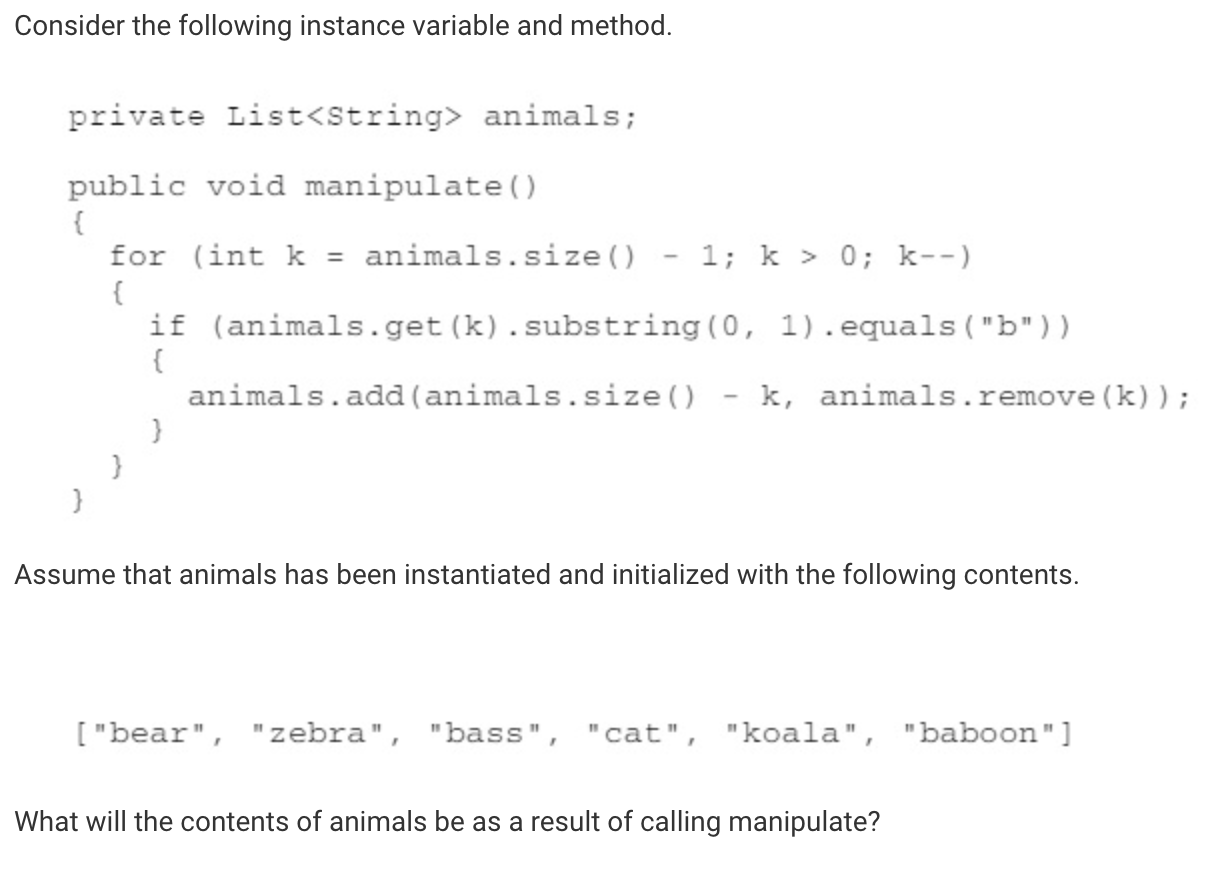 Consider the following instance variable and method.
private List<String> animals;
public void manipulate()
{
for (int k = animals.size() - 1; k > 0; k--)
{
if (animals.get(k).substring(0, 1).equals("b"))
{
animals.add(animals.size() - k, animals.remove(k));
}
}
}
Assume that animals has been instantiated and initialized with the following contents.
["bear", "zebra", "bass", "cat", "koala", "baboon"]
What will the contents of animals be as a result of calling manipulate?